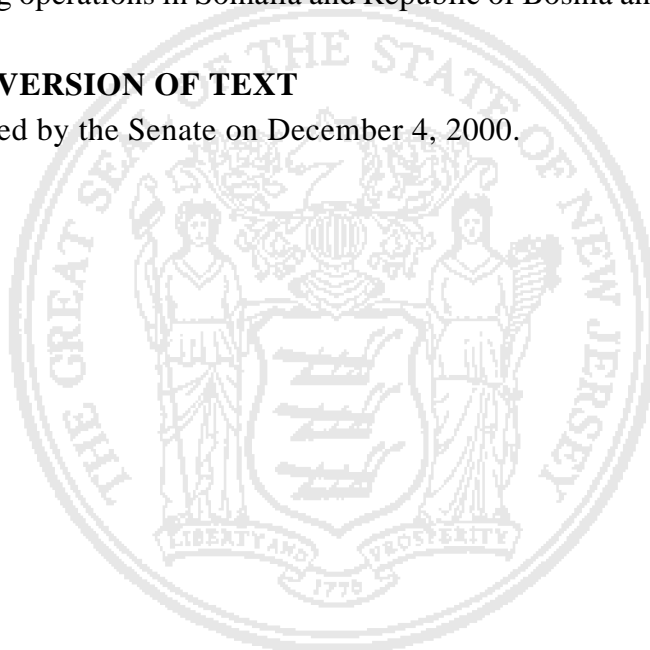 g operations in Somalia and Republic of Bosnia an
VERSION OF TEXT
ed by the Senate on December 4, 2000.
THE GREAT SEAL OF THE STATE OF NEW JERSEY
LIBERTY AND PROSPERITY
1776